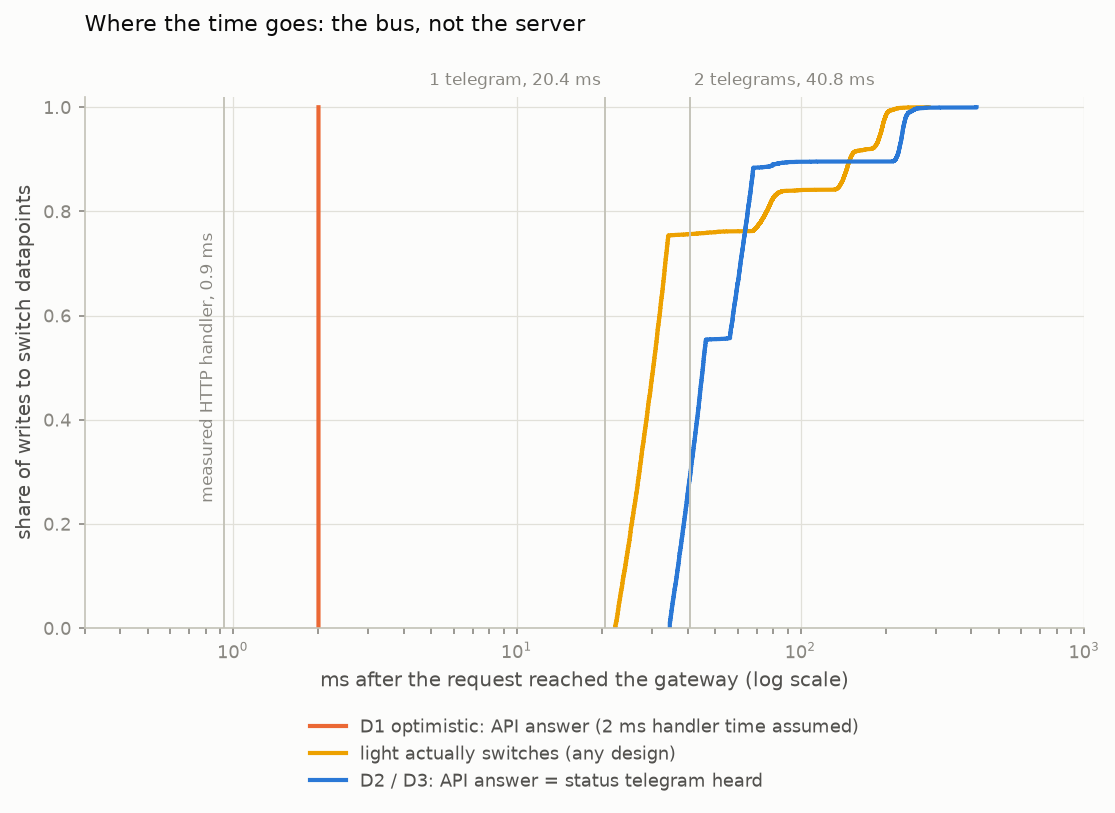 Where the time goes: the bus, not the server
1 telegram, 20.4 ms
2 telegrams, 40.8 ms
measured HTTP handler, 0.9 ms
share of writes to switch datapoints
1.0
0.8
0.6
0.4
0.2
0.0
10⁰
10¹
10²
10³
ms after the request reached the gateway (log scale)
D1 optimistic: API answer (2 ms handler time assumed)
light actually switches (any design)
D2 / D3: API answer = status telegram heard